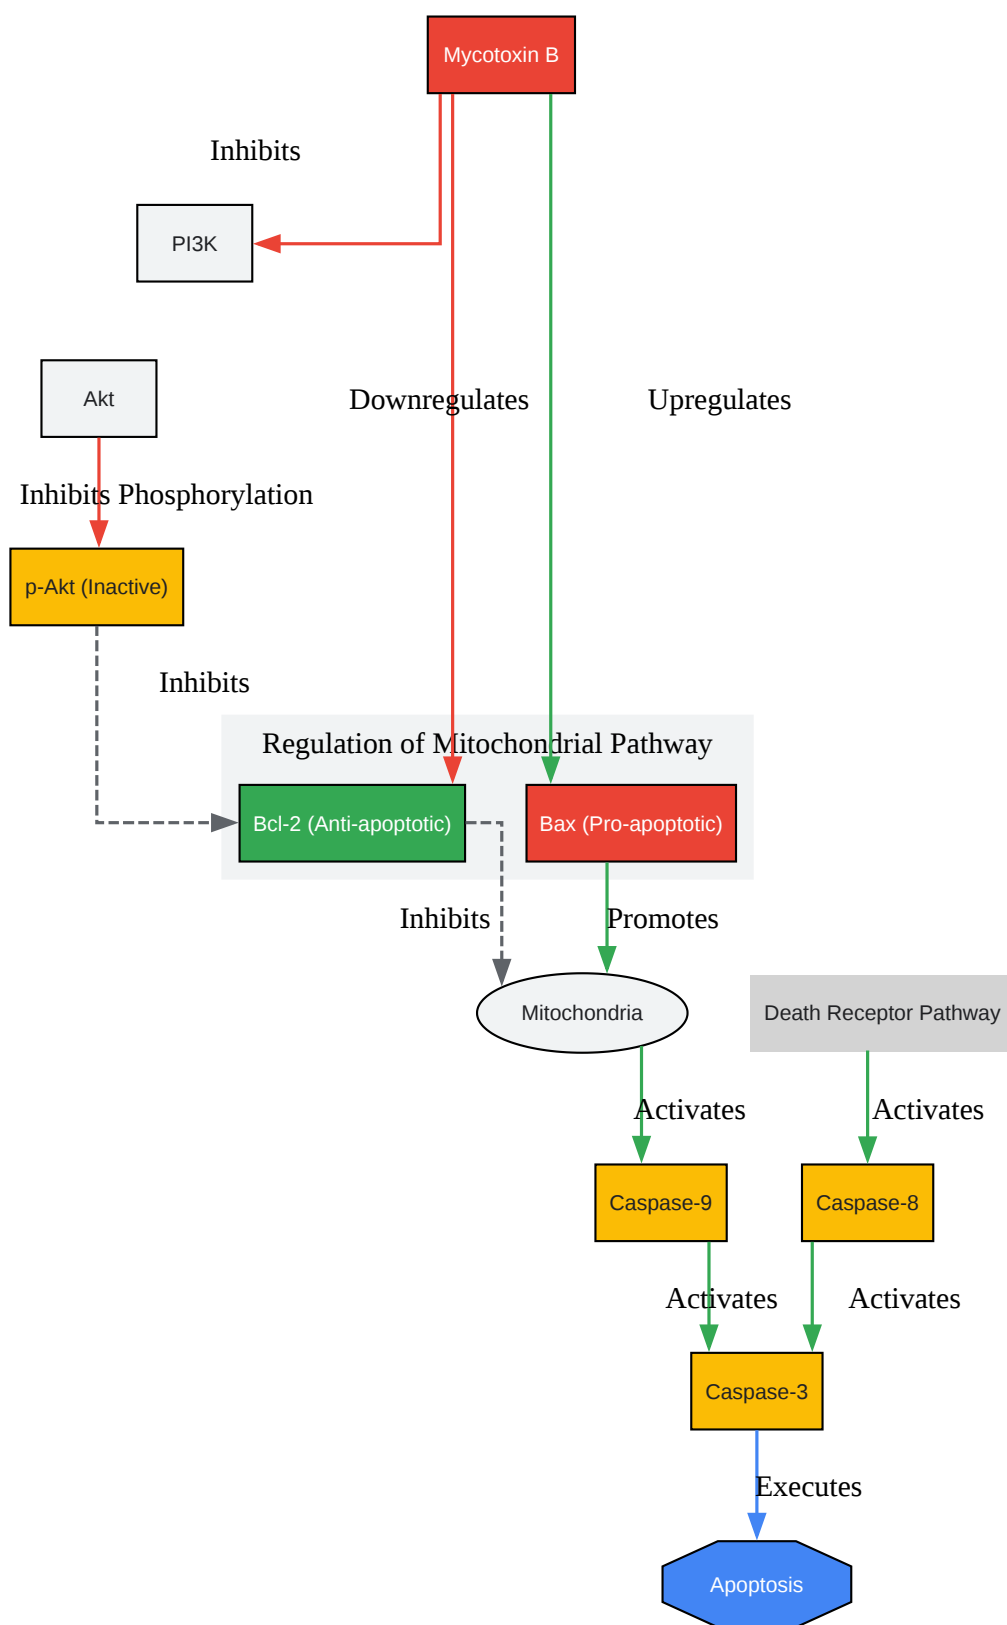 Mycotoxin B
Inhibits
PI3K
Akt
Downregulates
Upregulates
Inhibits Phosphorylation
p-Akt (Inactive)
Inhibits
Regulation of Mitochondrial Pathway
Bcl-2 (Anti-apoptotic)
Bax (Pro-apoptotic)
Inhibits
Promotes
Mitochondria
Death Receptor Pathway
Activates
Activates
Caspase-9
Caspase-8
Activates
Activates
Caspase-3
Executes
Apoptosis